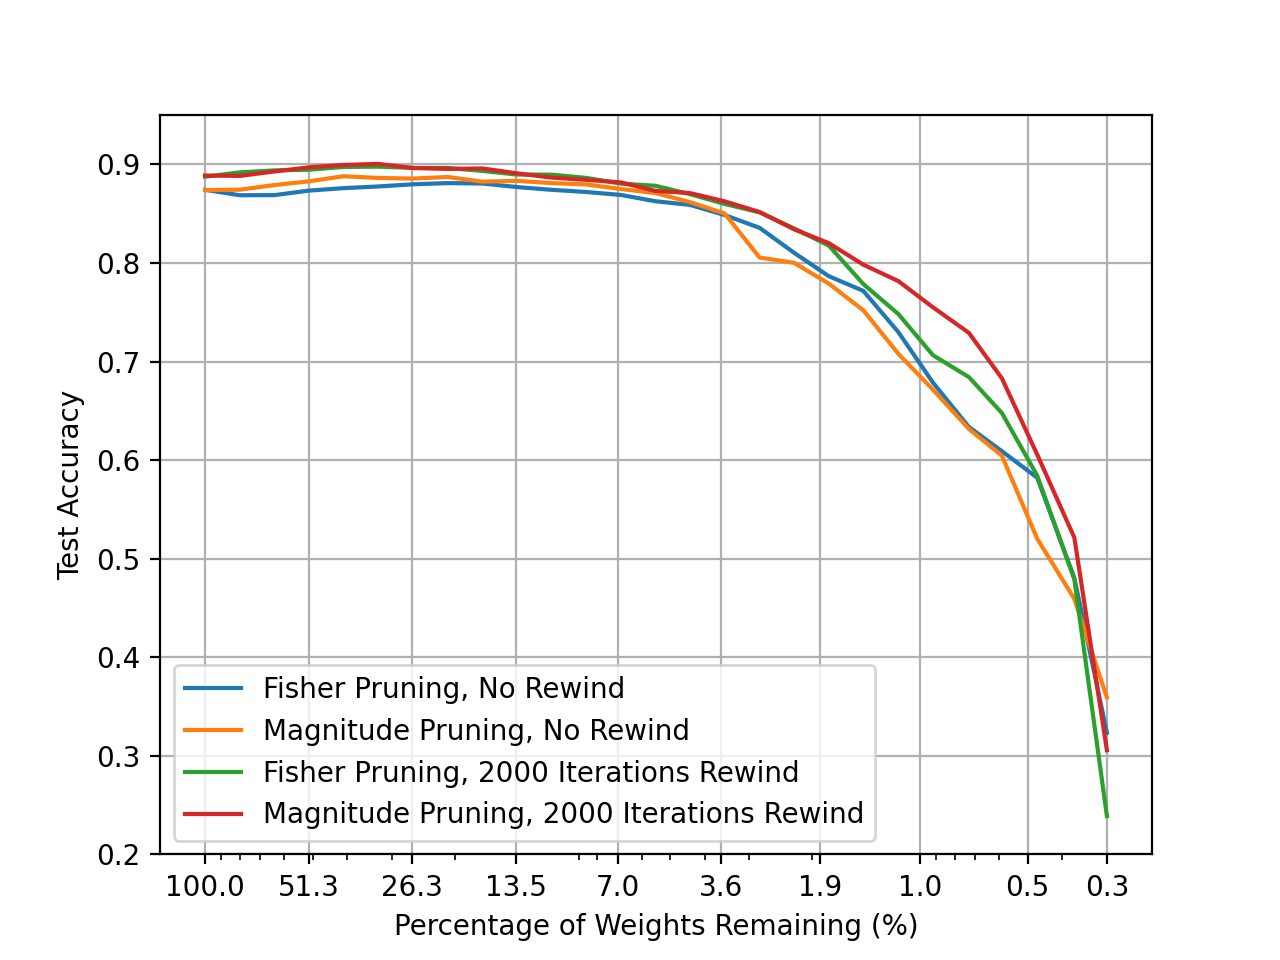 0.9
0.8
0.7
0.6
0.5
0.4
0.3
0.2
Test Accuracy
Fisher Pruning, No Rewind
Magnitude Pruning, No Rewind
Fisher Pruning, 2000 Iterations Rewind
Magnitude Pruning, 2000 Iterations Rewind
100.0 51.3 26.3 13.5 7.0 3.6 1.9 1.0 0.5 0.3
Percentage of Weights Remaining (%)